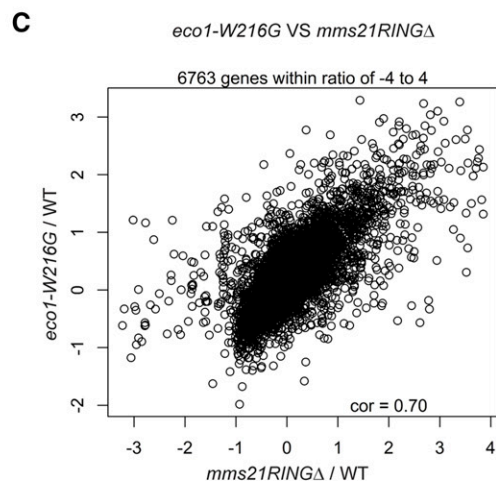 C
eco1-W216G VS mms21RINGΔ
6763 genes within ratio of -4 to 4
3
2
1
0
-1
-2
eco1-W216G / WT
cor = 0.70
-3 -2 -1 0 1 2 3 4
mms21RINGΔ / WT